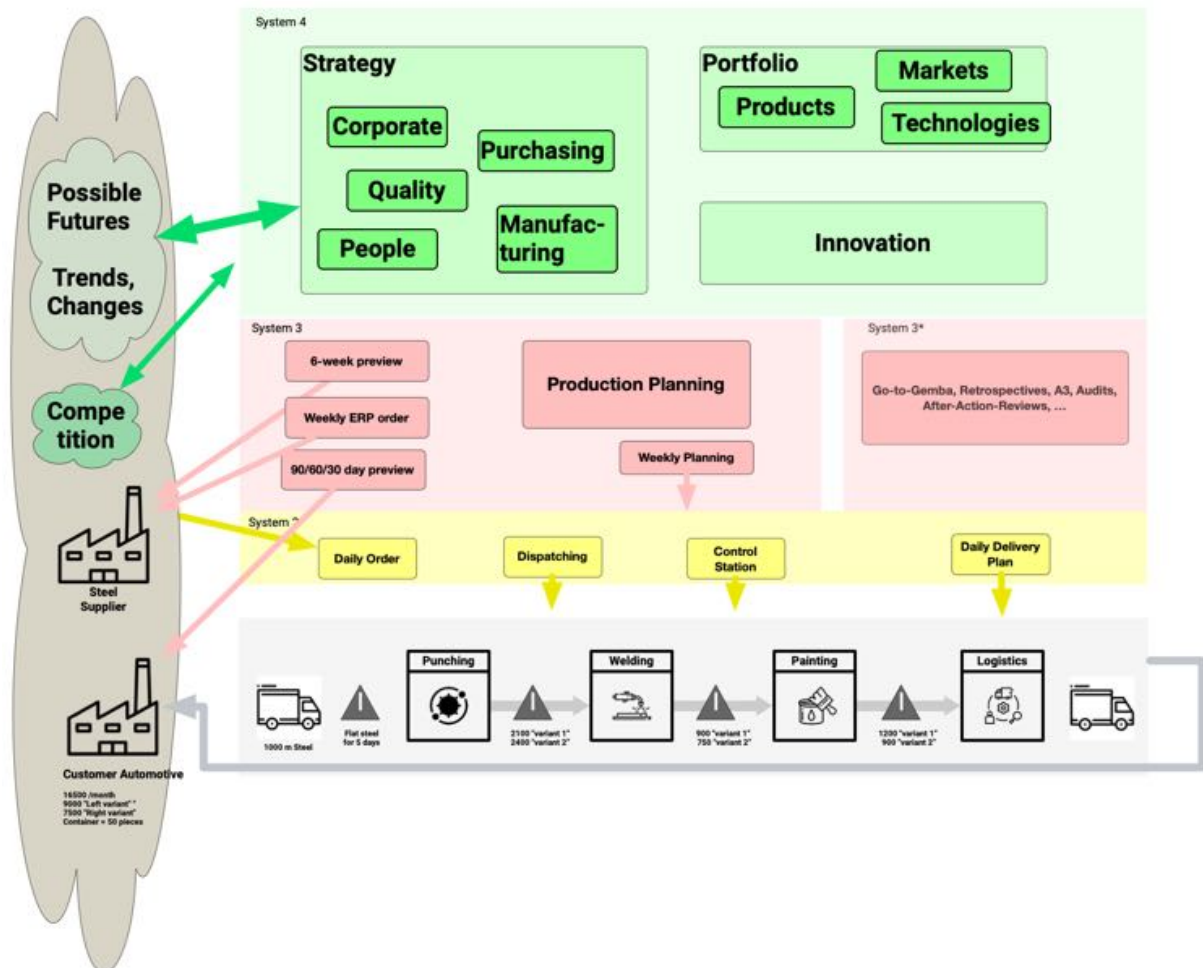 System 4
Strategy
Corporate
Purchasing
Quality
Manufac-
turing
People
Portfolio
Markets
Products
Technologies
Innovation
Possible
Futures
Trends,
Changes
Compe
tition
System 3
6-week preview
Weekly ERP order
90/60/30 day preview
Production Planning
Weekly Planning
System 3*
Go-to-Gemba, Retrospectives, A3, Audits,
After-Action-Reviews, ...
System
Daily Order
Dispatching
Control
Station
Daily Delivery
Plan
Steel
Supplier
Punching
Welding
Painting
Logistics
1000 m Steel
Flat steel
for 5 days
2100 "variant 1"
2400 "variant 2"
900 "variant 1"
750 "variant 2"
1200 "variant 1"
900 "variant 2"
Customer Automotive
16500 /month
9000 "Left variant" "
7500 "Right variant"
Container = 50 pieces